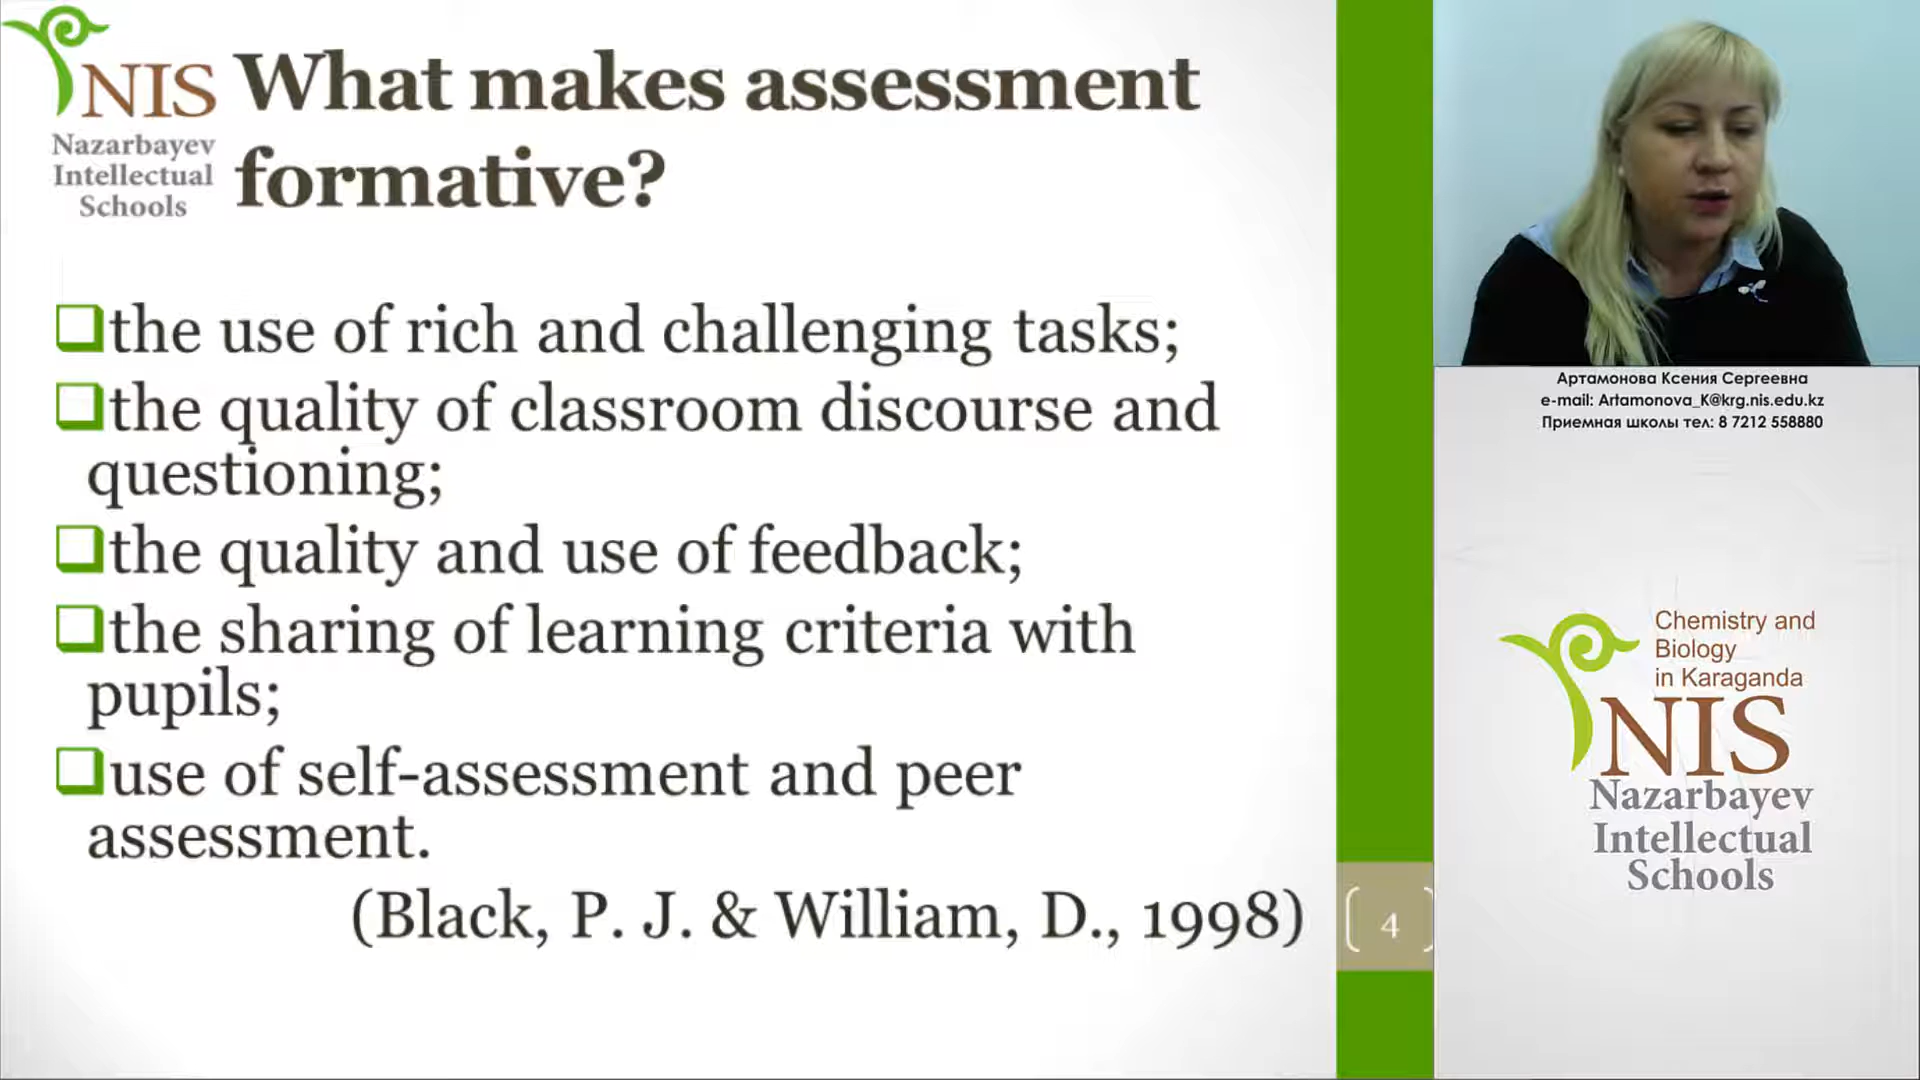 NIS
Nazarbayev
Intellectual
Schools
What makes assessment
formative?
the use of rich and challenging tasks;
the quality of classroom discourse and
questioning;
the quality and use of feedback;
the sharing of learning criteria with
pupils;
use of self-assessment and peer
assessment.
(Black, P. J. & William, D., 1998)
4
Артамонова Ксения Сергеевна
e-mail: Artamonova_K@krg.nis.edu.kz
Приемная школы тел: 8 7212 558880
Chemistry and
Biology
in Karaganda
NIS
Nazarbayev
Intellectual
Schools